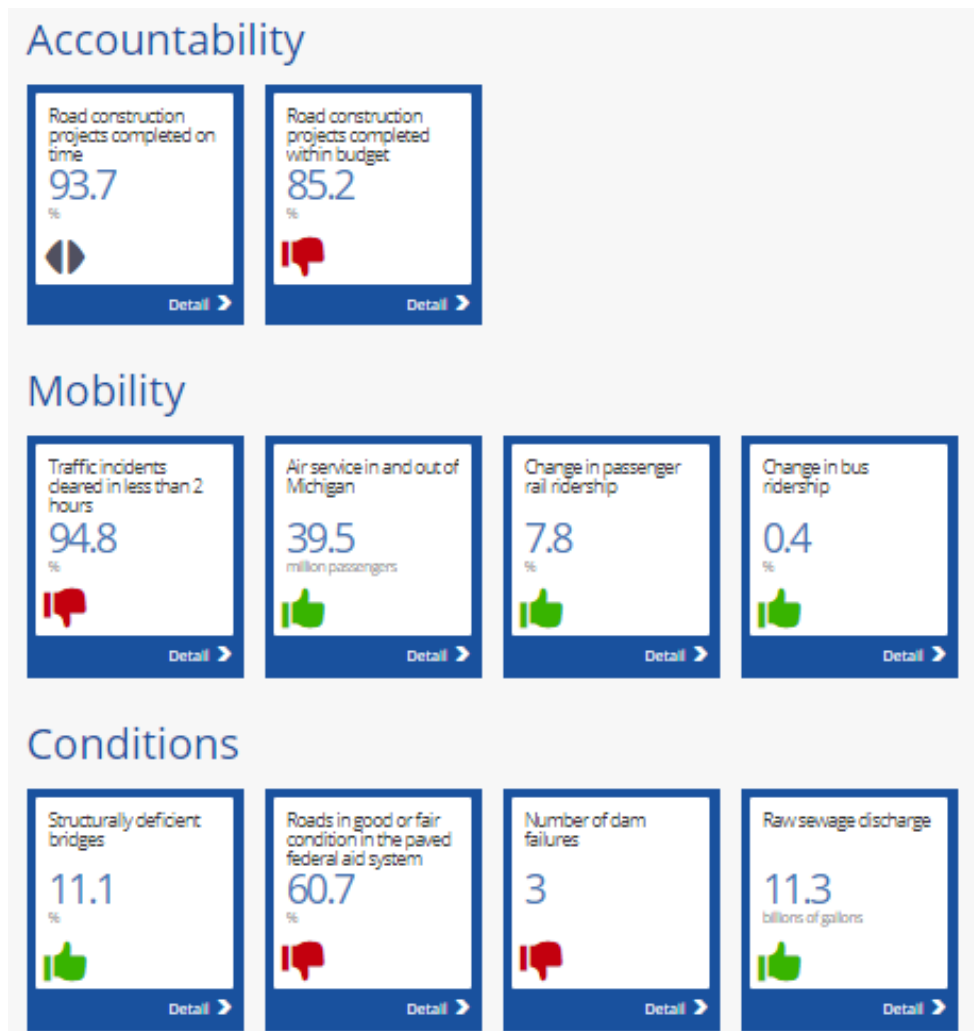 Accountability
Road construction
projects completed on
time
93.7
%
Detail
Road construction
projects completed
within budget
85.2
%
Detail
Mobility
Traffic incidents
cleared in less than 2
hours
94.8
%
Detail
Air service in and out of
Michigan
39.5
million passengers
Detail
Change in passenger
rail ridership
7.8
%
Detail
Change in bus
ridership
0.4
%
Detail
Conditions
Structurally deficient
bridges
11.1
%
Detail
Roads in good or fair
condition in the paved
federal aid system
60.7
%
Detail
Number of dam
failures
3
Detail
Raw sewage discharge
11.3
billions of gallons
Detail